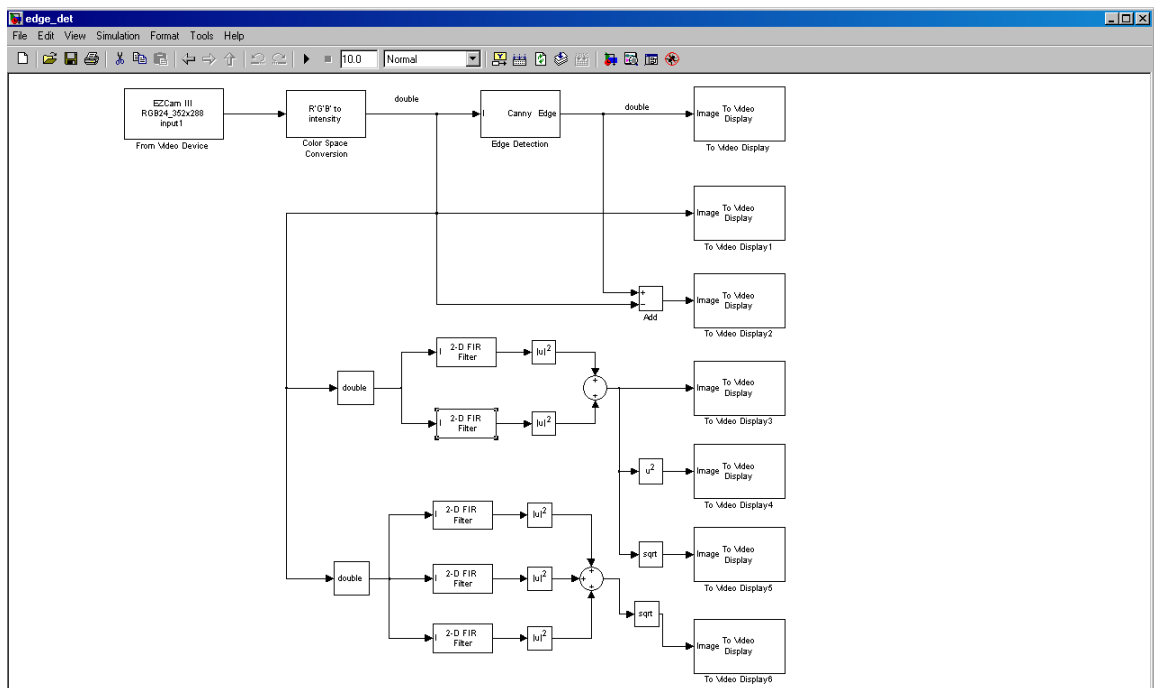 edge_det
File Edit View Simulation Format Tools Help
10.0 Normal
EZCam III
RGB24_352x288
input1
From Video Device
R'G'B' to
intensity
Color Space
Conversion
double
I Canny Edge
Edge Detection
double
Image To Video
Display
To Video Display
Image To Video
Display
To Video Display1
+
−
Add
Image To Video
Display
To Video Display2
double
I 2-D FIR
Filter
|u|²
I 2-D FIR
Filter
|u|²
+
+
Image To Video
Display
To Video Display3
u²
Image To Video
Display
To Video Display4
sqrt
Image To Video
Display
To Video Display5
double
I 2-D FIR
Filter
|u|²
I 2-D FIR
Filter
|u|²
I 2-D FIR
Filter
|u|²
+
+
+
sqrt
Image To Video
Display
To Video Display6